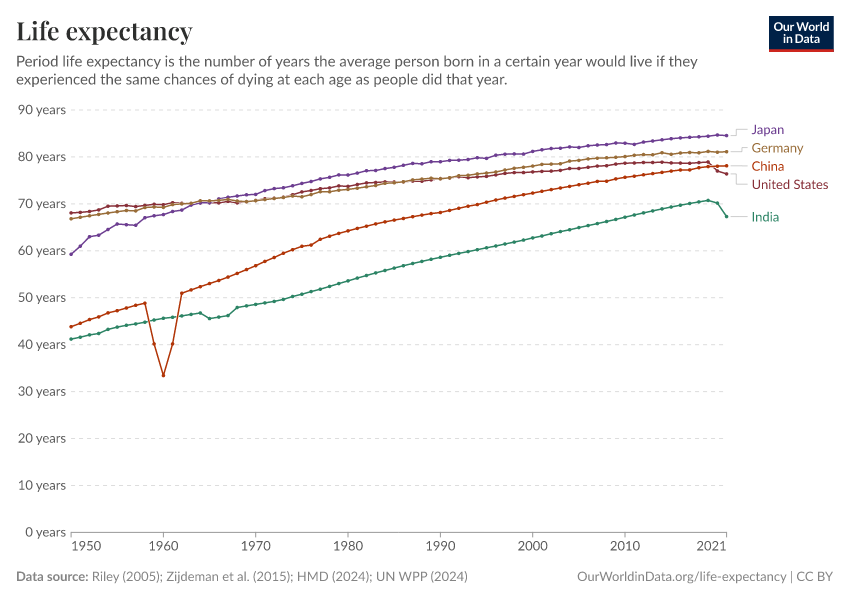 Life expectancy
Our World
in Data
Period life expectancy is the number of years the average person born in a certain year would live if they
experienced the same chances of dying at each age as people did that year.
90 years
80 years
70 years
60 years
50 years
40 years
30 years
20 years
10 years
0 years
Japan
Germany
China
United States
India
1950 1960 1970 1980 1990 2000 2010 2021
Data source: Riley (2005); Zijdeman et al. (2015); HMD (2024); UN WPP (2024)
OurWorldinData.org/life-expectancy | CC BY